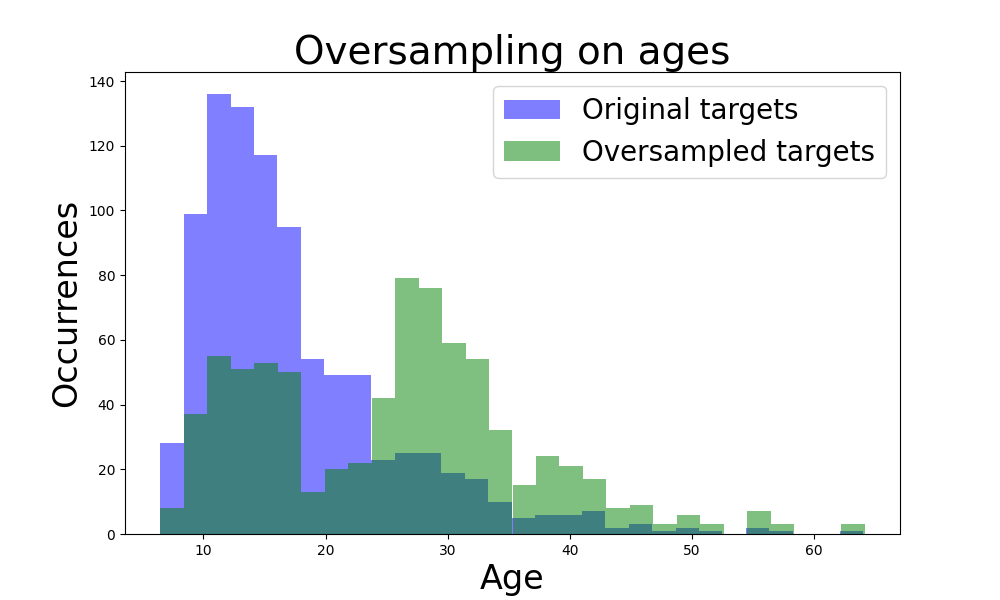 Oversampling on ages
Original targets
Oversampled targets
Occurrences
140
120
100
80
60
40
20
0
10 20 30 40 50 60
Age